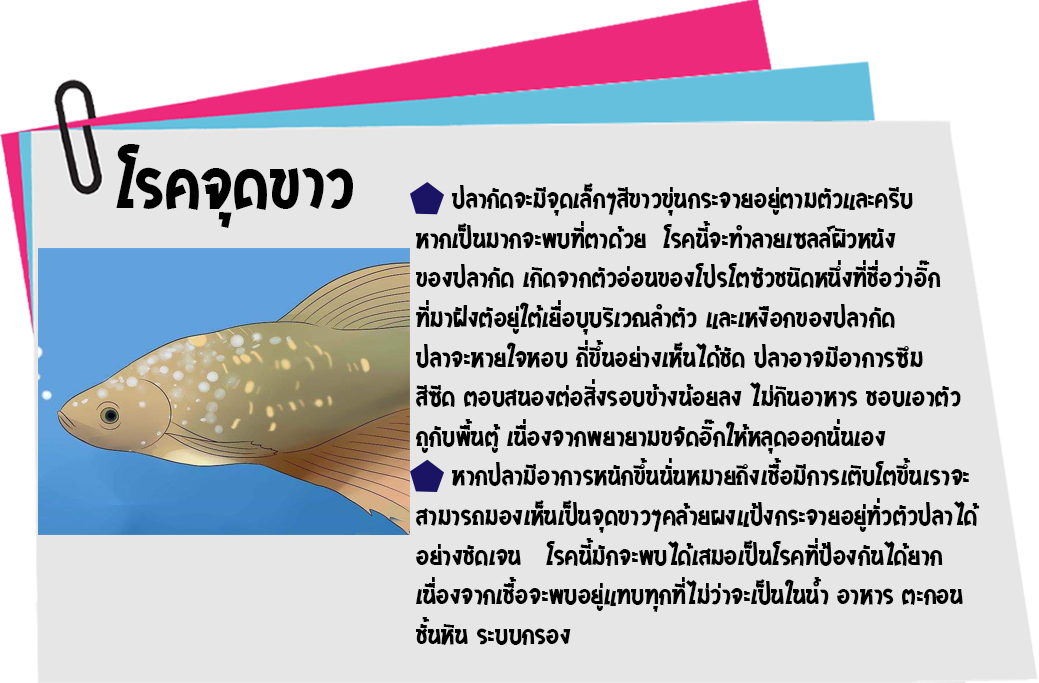 โรคจุดขาว
ปลากัดจะมีจุดเล็กๆสีขาวขุ่นกระจายอยู่ตามตัวและครีบ
หากเป็นมากจะพบที่ตาด้วย โรคนี้จะทำลายเซลล์ผิวหนัง
ของปลากัด เกิดจากตัวอ่อนของโปรโตซัวชนิดหนึ่งที่ชื่อว่าอิ๊ก
ที่มาฝังตัอยู่ใต้เยื่อบุบริเวณลำตัว และเหงือกของปลากัด
ปลาจะหายใจหอบ ถี่ขึ้นอย่างเห็นได้ชัด ปลาอาจมีอาการซึม
สีซีด ตอบสนองต่อสิ่งรอบข้างน้อยลง ไม่กินอาหาร ชอบเอาตัว
ถูกับพื้นตู้ เนื่องจากพยายามขจัดอิ๊กให้หลุดออกนั่นเอง
หากปลามีอาการหนักขึ้นนั่นหมายถึงเชื้อมีการเติบโตขึ้นเราจะ
สามารถมองเห็นเป็นจุดขาวๆคล้ายผงแป้งกระจายอยู่ทั่วตัวปลาได้
อย่างชัดเจน โรคนี้มักจะพบได้เสมอเป็นโรคที่ป้องกันได้ยาก
เนื่องจากเชื้อจะพบอยู่แทบทุกที่ไม่ว่าจะเป็นในน้ำ อาหาร ตะกอน
ชั้นหิน ระบบกรอง